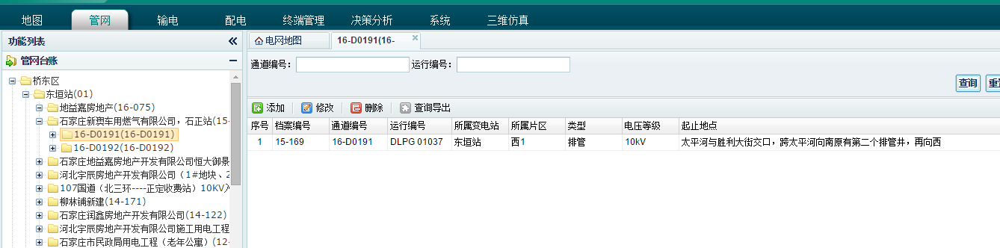 地图 管网 输电 配电 终端管理 决策分析 系统 三维仿真
功能列表
管网台账
桥东区
东垣站(01)
地益嘉房地产(16-075)
石家庄新奥车用燃气有限公司，石正站(15-
16-D0191(16-D0191)
16-D0192(16-D0192)
石家庄地益嘉房地产开发有限公司恒大御景
河北宇辰房地产开发有限公司（1#地块、2
107国道（北三环----正定收费站）10KV
柳林铺新建(14-171)
石家庄润鑫房地产开发有限公司(14-122)
河北宇辰房地产开发有限公司施工用电工程
石家庄市民政局用电工程（老年公寓）(12-
电网地图 16-D0191(16-
通道编号： 运行编号：
查询 重
添加 修改 删除 查询导出
序号 档案编号 通道编号 运行编号 所属变电站 所属片区 类型 电压等级 起止地点
1 15-169 16-D0191 DLPG 01037 东垣站 西1 排管 10kV 太平河与胜利大街交口，跨太平河向南原有第二个排管井，再向西